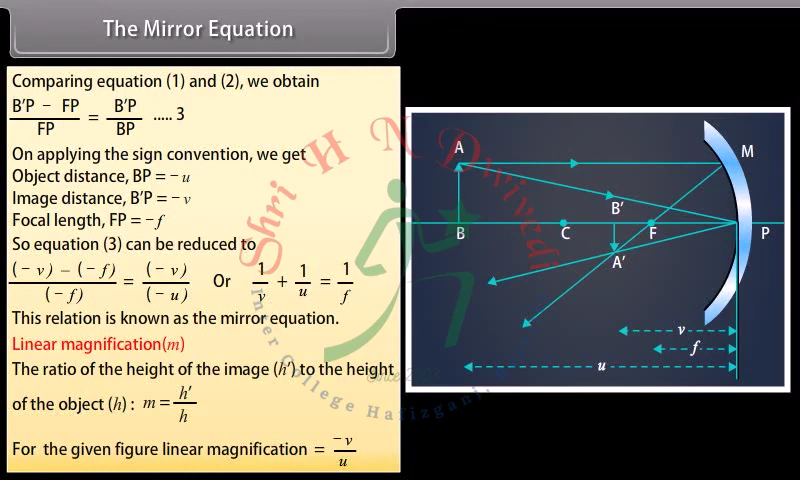 The Mirror Equation
Comparing equation (1) and (2), we obtain
B′P − FP / FP = B′P / BP ..... 3
On applying the sign convention, we get
Object distance, BP = − u
Image distance, B′P = − v
Focal length, FP = − f
So equation (3) can be reduced to
(− v) − (− f) / (− f) = (− v) / (− u) Or 1/v + 1/u = 1/f
This relation is known as the mirror equation.
Linear magnification(m)
The ratio of the height of the image (h′) to the height
of the object (h) : m = h′/h
For the given figure linear magnification = −v/u
A
M
B′
B
C
F
P
A′
v
f
u
Shri H N Dwivedi
Inter College Hafizganj,
Since